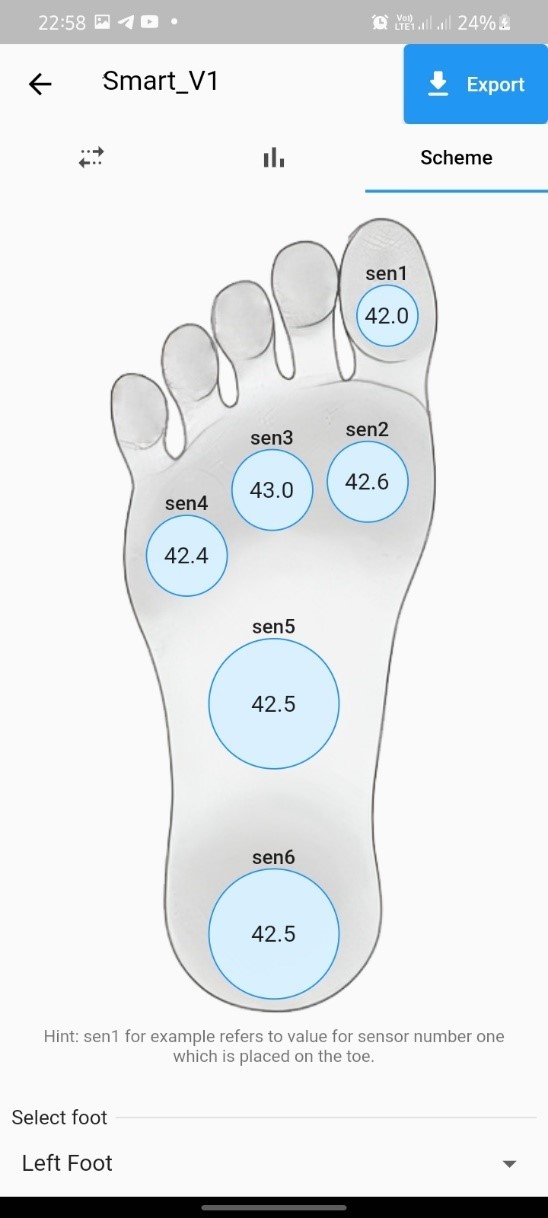 22:58
Vo) LTE1 24%
Smart_V1
Export
Scheme
sen1
42.0
sen2
42.6
sen3
43.0
sen4
42.4
sen5
42.5
sen6
42.5
Hint: sen1 for example refers to value for sensor number one
which is placed on the toe.
Select foot
Left Foot